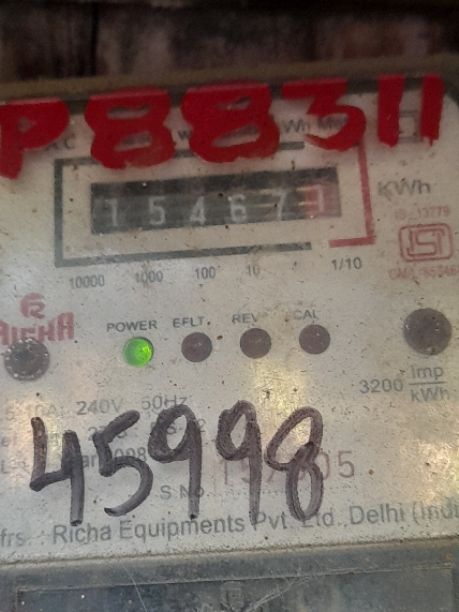 P88311
KWh
1 5 4 6 7
10000 1000 100 10 1/10
RICHA
POWER EFLT REV CAL
3200 imp/kWh
240V 50Hz
45998
S No.
Richa Equipments Pvt. Ltd. Delhi